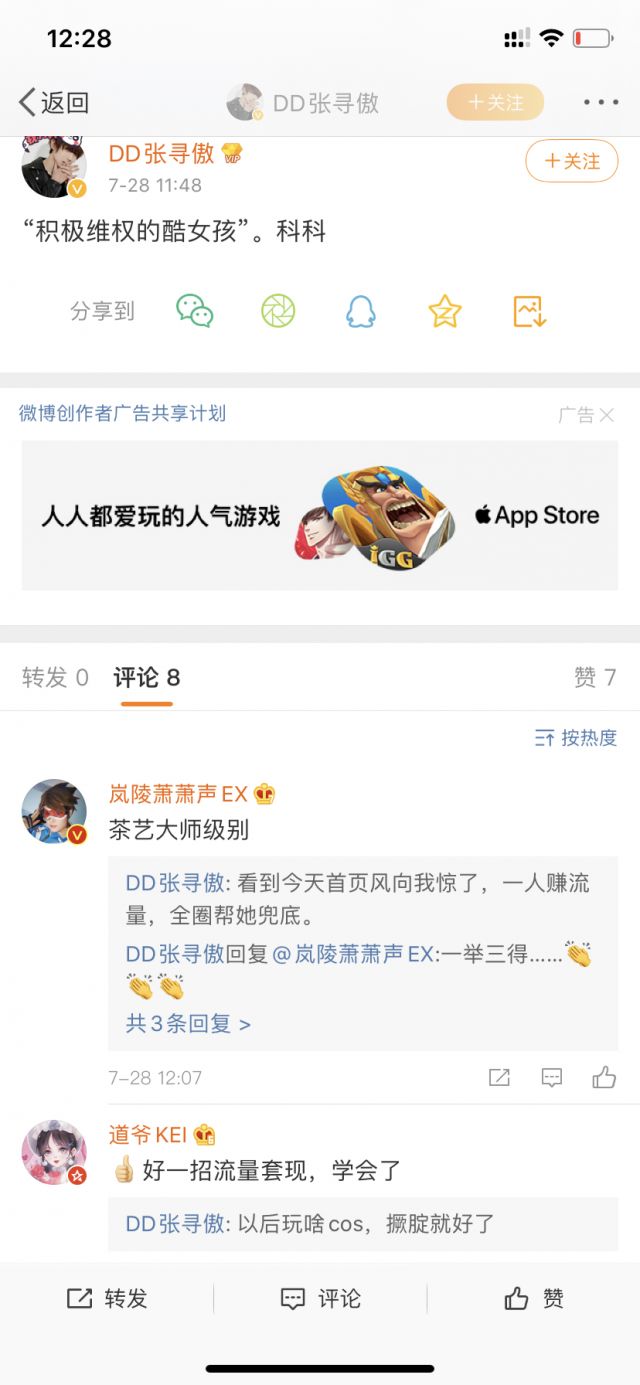 12:28
返回
DD张寻傲
+关注
DD张寻傲 VIP
+关注
7-28 11:48
“积极维权的酷女孩”。科科
分享到
微博创作者广告共享计划
广告
人人都爱玩的人气游戏
IGG
App Store
转发 0 评论 8
赞 7
按热度
岚陵萧萧声EX
茶艺大师级别
DD张寻傲: 看到今天首页风向我惊了，一人赚流
量，全圈帮她兜底。
DD张寻傲回复@岚陵萧萧声EX:一举三得……👏
👏👏
共3条回复 >
7-28 12:07
道爷KEI
👍好一招流量套现，学会了
DD张寻傲: 以后玩啥cos，撅腚就好了
转发
评论
赞